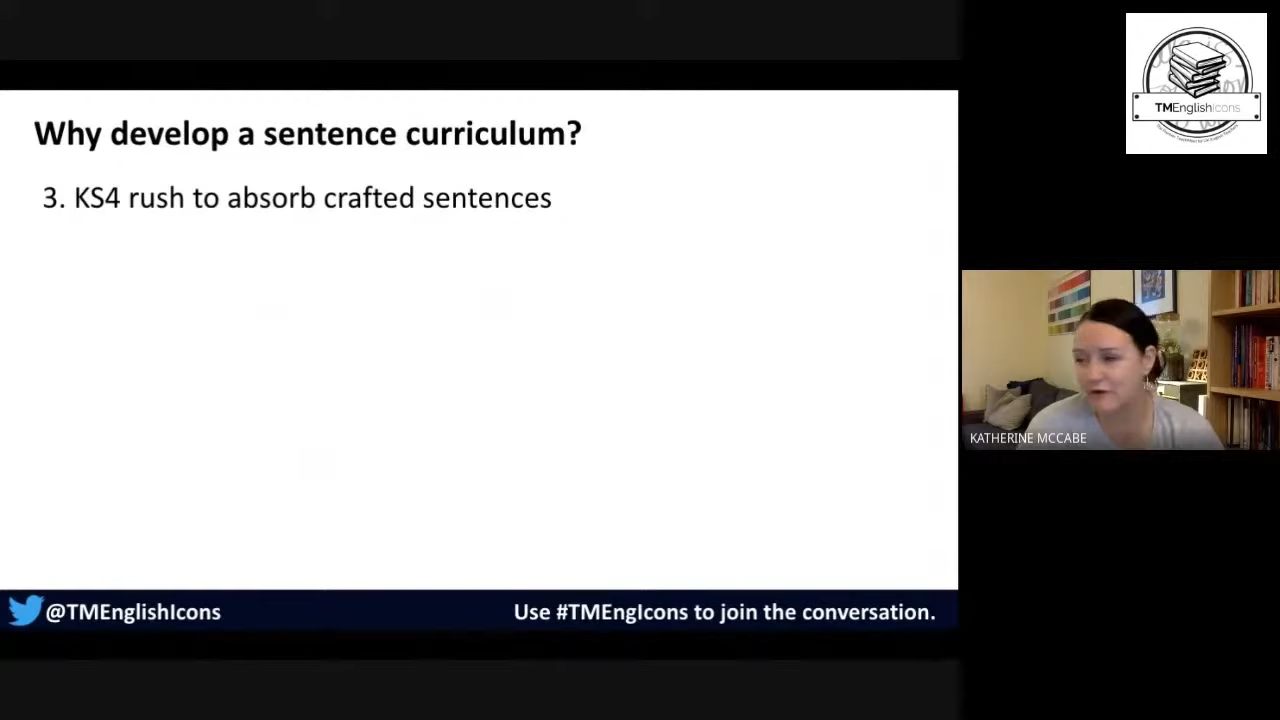 Why develop a sentence curriculum?
3. KS4 rush to absorb crafted sentences
TMEnglishIcons
KATHERINE MCCABE
@TMEnglishIcons
Use #TMEngIcons to join the conversation.